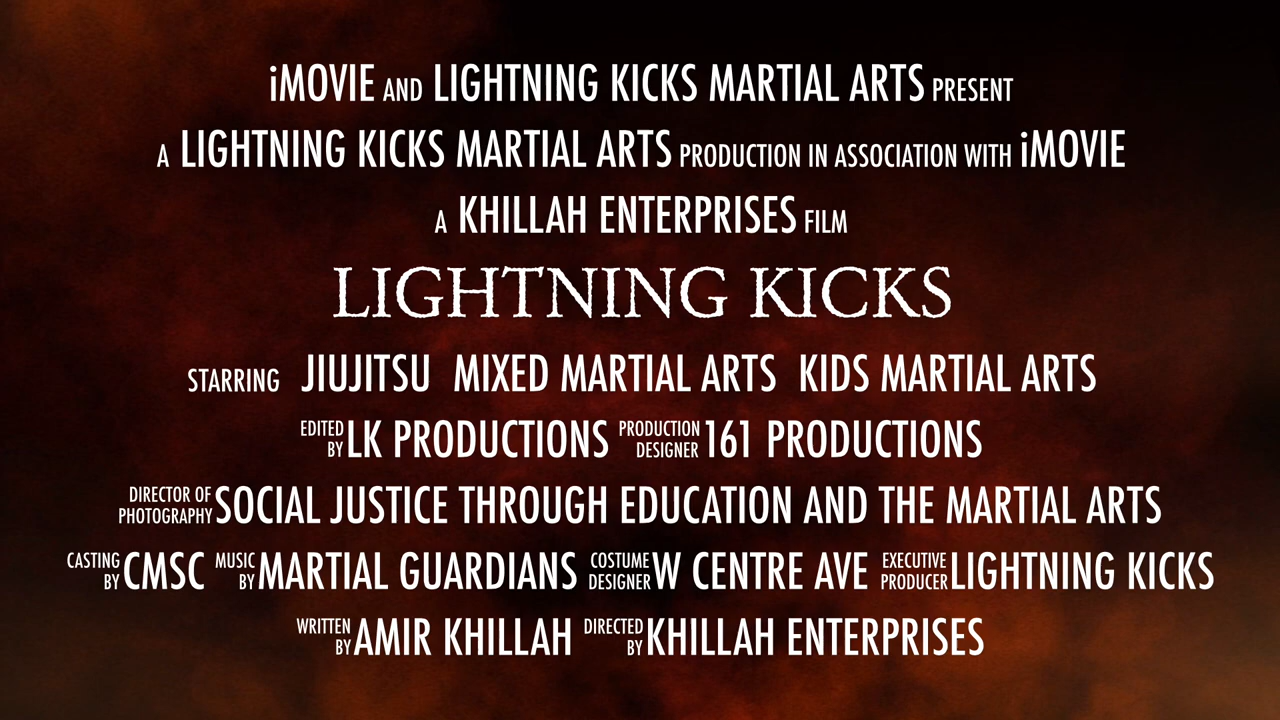 iMOVIE AND LIGHTNING KICKS MARTIAL ARTS PRESENT
A LIGHTNING KICKS MARTIAL ARTS PRODUCTION IN ASSOCIATION WITH iMOVIE
A KHILLAH ENTERPRISES FILM
LIGHTNING KICKS
STARRING JIUJITSU MIXED MARTIAL ARTS KIDS MARTIAL ARTS
EDITED BY LK PRODUCTIONS PRODUCTION DESIGNER 161 PRODUCTIONS
DIRECTOR OF PHOTOGRAPHY SOCIAL JUSTICE THROUGH EDUCATION AND THE MARTIAL ARTS
CASTING BY CMSC MUSIC BY MARTIAL GUARDIANS COSTUME DESIGNER W CENTRE AVE EXECUTIVE PRODUCER LIGHTNING KICKS
WRITTEN BY AMIR KHILLAH DIRECTED BY KHILLAH ENTERPRISES